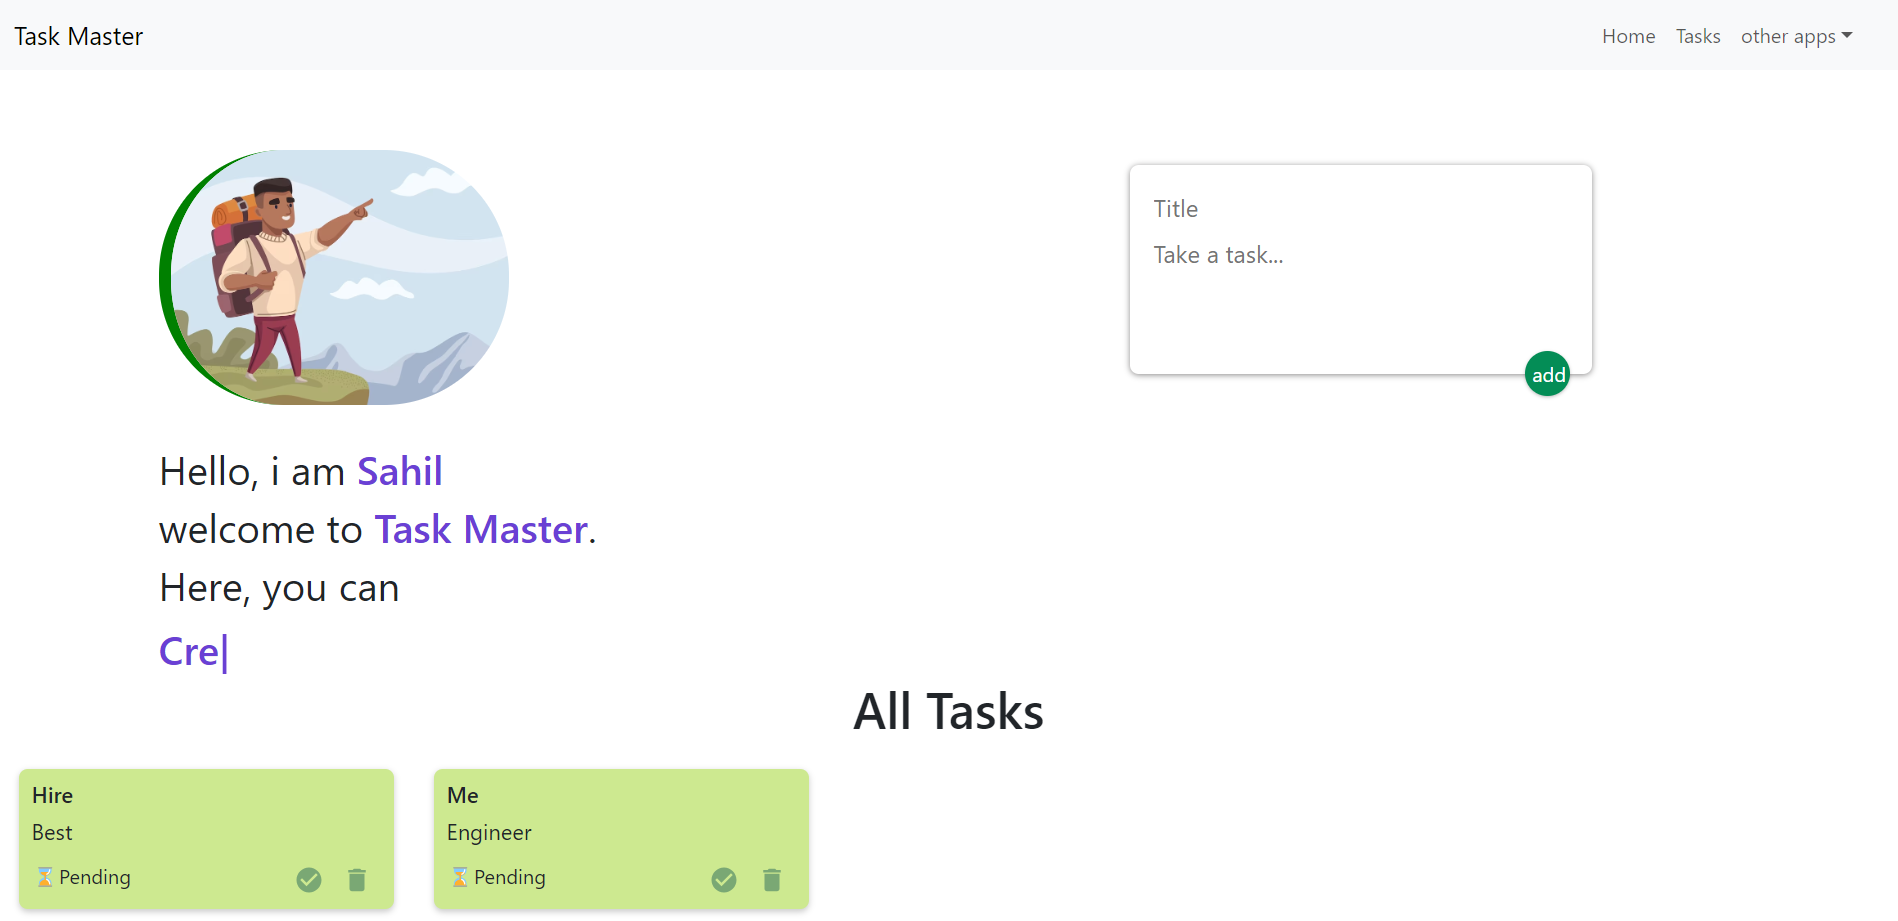 Task Master
Home Tasks other apps
Title
Take a task...
add
Hello, i am Sahil
welcome to Task Master.
Here, you can
Cre|
All Tasks
Hire
Best
⌛Pending
Me
Engineer
⌛Pending